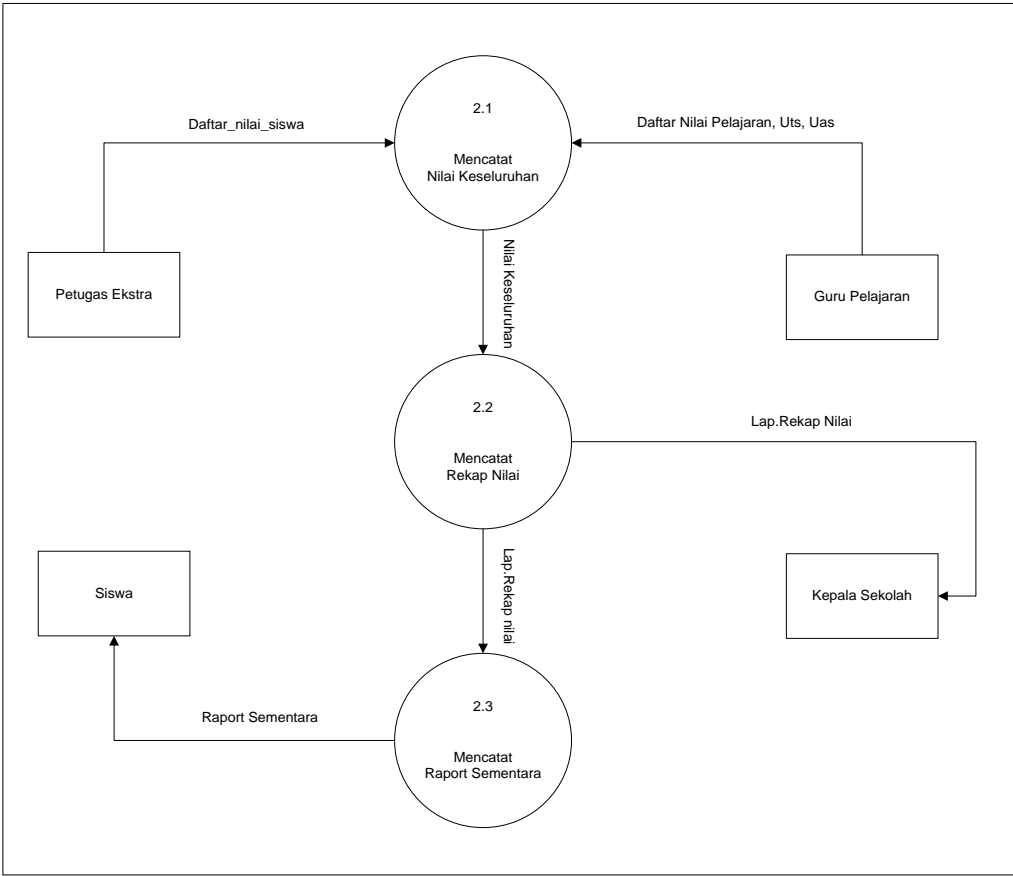 2.1
Mencatat
Nilai Keseluruhan
Daftar_nilai_siswa
Daftar Nilai Pelajaran, Uts, Uas
Petugas Ekstra
Guru Pelajaran
Nilai Keseluruhan
2.2
Mencatat
Rekap Nilai
Lap.Rekap Nilai
Siswa
Lap.Rekap nilai
Kepala Sekolah
2.3
Mencatat
Raport Sementara
Raport Sementara